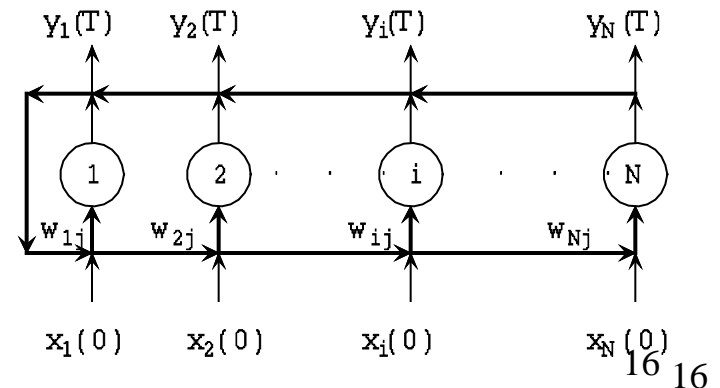 y1(T) y2(T) yi(T) yN(T)
1 2 i N
w1j w2j wij wNj
x1(0) x2(0) xi(0) xN(0)
16 16